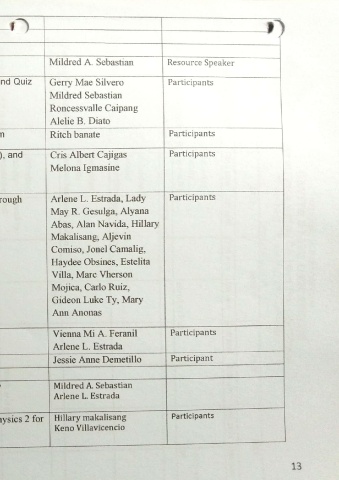 Mildred A. Sebastian Resource Speaker
nd Quiz Gerry Mae Silvero Participants
Mildred Sebastian
Roncessvalle Caipang
Alelie B. Diato
n Ritch banate Participants
), and Cris Albert Cajigas Participants
Melona Igmasine
rough Arlene L. Estrada, Lady Participants
May R. Gesulga, Alyana
Abas, Alan Navida, Hillary
Makalisang, Aljevin
Comiso, Jonel Camalig,
Haydee Obsines, Estelita
Villa, Marc Vherson
Mojica, Carlo Ruiz,
Gideon Luke Ty, Mary
Ann Anonas
Vienna Mi A. Feranil Participants
Arlene L. Estrada
Jessie Anne Demetillo Participant
Mildred A. Sebastian
Arlene L. Estrada
ysics 2 for Hillary makalisang Participants
Keno Villavicencio
13